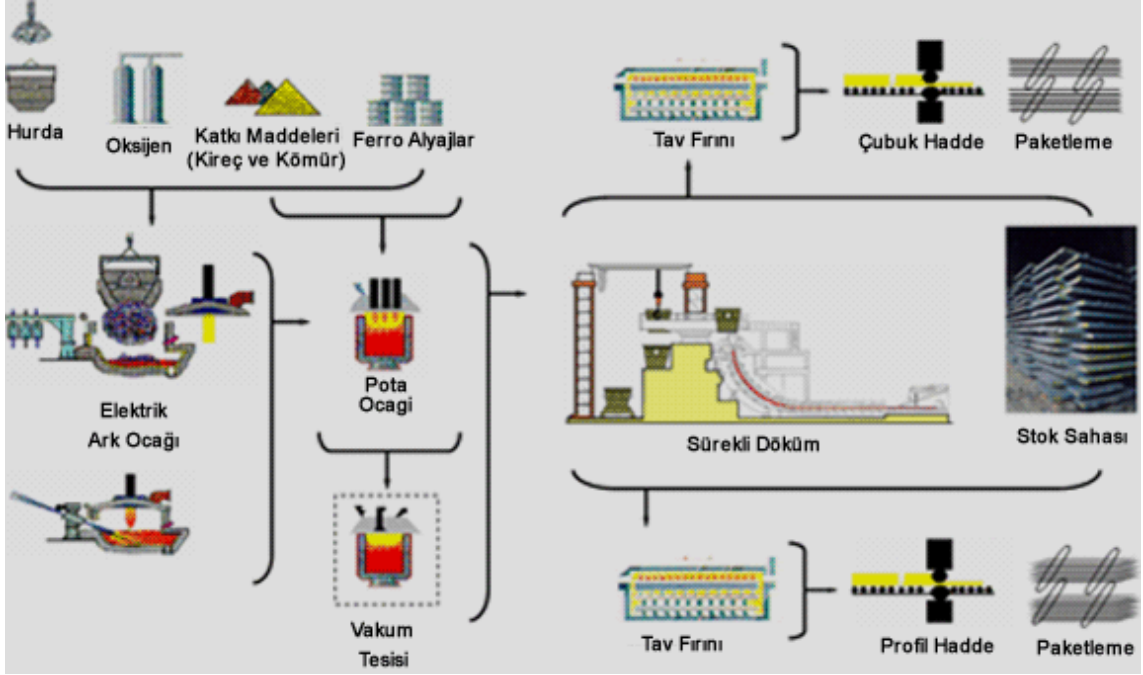 Hurda
Oksijen
Katkı Maddeleri
(Kireç ve Kömür)
Ferro Alyajlar
Tav Fırını
Çubuk Hadde
Paketleme
Elektrik
Ark Ocağı
Pota
Ocagi
Vakum
Tesisi
Sürekli Döküm
Stok Sahası
Tav Fırını
Profil Hadde
Paketleme